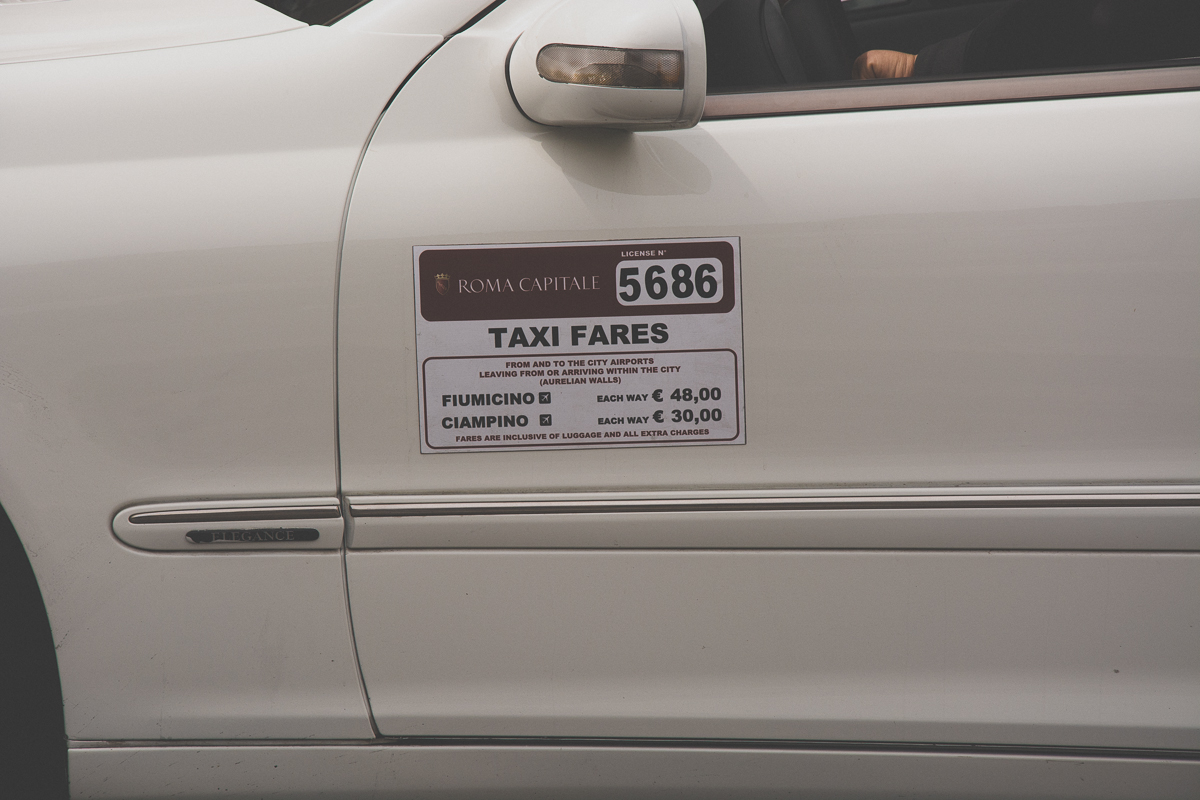 LICENSE N°
ROMA CAPITALE 5686
TAXI FARES
FROM AND TO THE CITY AIRPORTS
LEAVING FROM OR ARRIVING WITHIN THE CITY
(AURELIAN WALLS)
FIUMICINO EACH WAY € 48,00
CIAMPINO EACH WAY € 30,00
FARES ARE INCLUSIVE OF LUGGAGE AND ALL EXTRA CHARGES
ELEGANCE